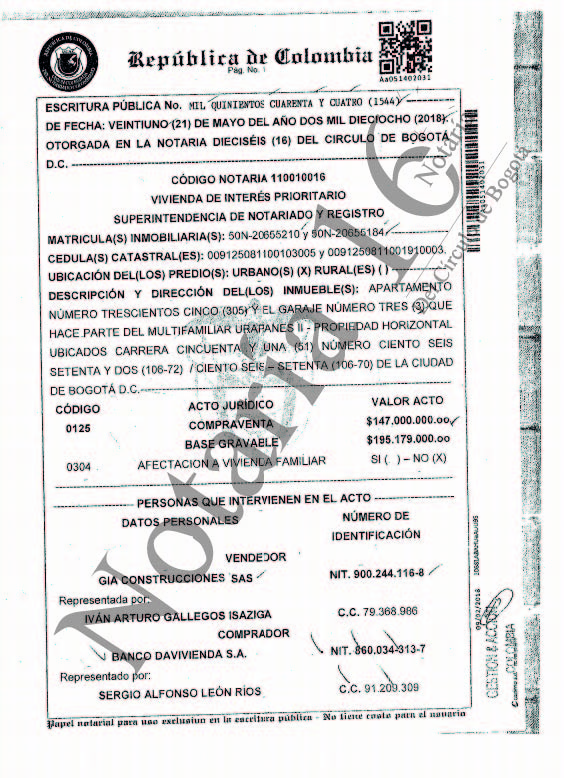 República de Colombia
Pág. No. 1
Aa051402031
ESCRITURA PÚBLICA No. MIL QUINIENTOS CUARENTA Y CUATRO (1544) ----------
DE FECHA: VEINTIUNO (21) DE MAYO DEL AÑO DOS MIL DIECIOCHO (2018).
OTORGADA EN LA NOTARIA DIECISÉIS (16) DEL CIRCULO DE BOGOTÁ
D.C. ----------
CÓDIGO NOTARIA 110010016
VIVIENDA DE INTERÉS PRIORITARIO
SUPERINTENDENCIA DE NOTARIADO Y REGISTRO
MATRICULA(S) INMOBILIARIA(S): 50N-20655210 y 50N-20655184 ----------
CEDULA(S) CATASTRAL(ES): 009125081100103005 y 0091250811001910003.
UBICACIÓN DEL(LOS) PREDIO(S): URBANO(S) (X) RURAL(ES) ( ) ----------
DESCRIPCIÓN Y DIRECCIÓN DEL(LOS) INMUEBLE(S): APARTAMENTO
NÚMERO TRESCIENTOS CINCO (305) Y EL GARAJE NÚMERO TRES (3) QUE
HACE PARTE DEL MULTIFAMILIAR URAPANES II - PROPIEDAD HORIZONTAL
UBICADOS CARRERA CINCUENTA Y UNA (51) NÚMERO CIENTO SEIS
SETENTA Y DOS (106-72) / CIENTO SEIS – SETENTA (106-70) DE LA CIUDAD
DE BOGOTÁ D.C. ----------
CÓDIGO ACTO JURÍDICO VALOR ACTO
0125 COMPRAVENTA $147.000.000.oo
BASE GRAVABLE $195.179.000.oo
0304 AFECTACION A VIVIENDA FAMILIAR SI ( ) – NO (X)
---------- PERSONAS QUE INTERVIENEN EN EL ACTO ----------
DATOS PERSONALES NÚMERO DE
IDENTIFICACIÓN
VENDEDOR
GIA CONSTRUCCIONES SAS NIT. 900.244.116-8
Representada por:
IVÁN ARTURO GALLEGOS ISAZIGA C.C. 79.368.986
COMPRADOR
BANCO DAVIVIENDA S.A. NIT. 860.034-313-7
Representado por:
SERGIO ALFONSO LEÓN RÍOS C.C. 91.209.309
Papel notarial para uso exclusivo en la escritura pública - No tiene costo para el usuario
Notaría 16
Notaría
del Círculo de Bogotá
COLOMBIA